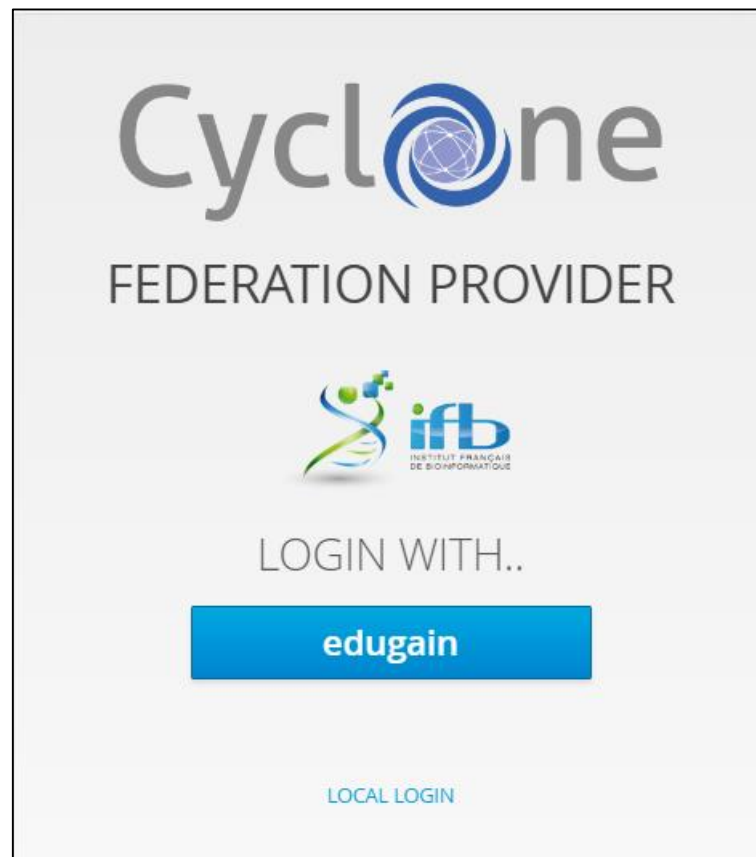 Cyclone
FEDERATION PROVIDER
ifb
INSTITUT FRANÇAIS
DE BIOINFORMATIQUE
LOGIN WITH..
edugain
LOCAL LOGIN